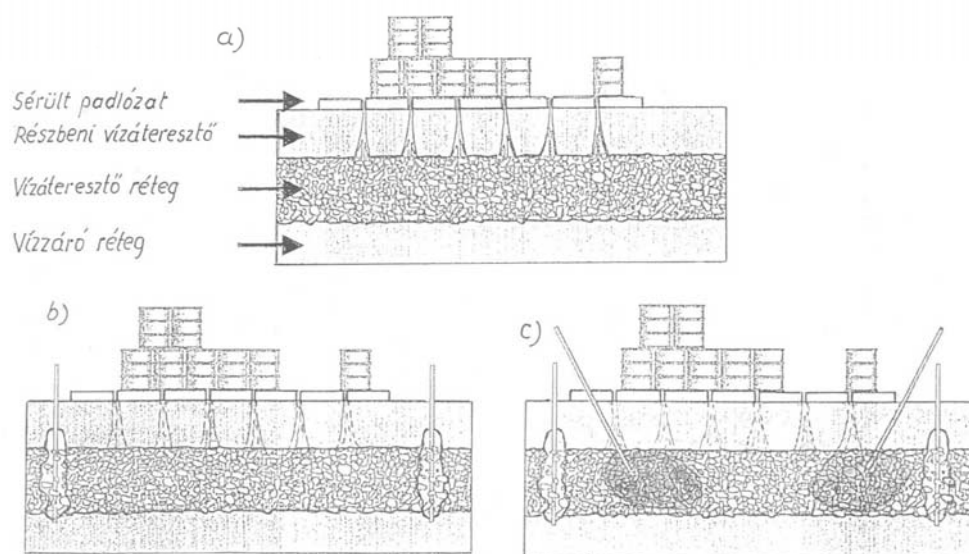 a)
Sérült padlózat
Részbeni vízáteresztő
Vízáteresztő réteg
Vízzáró réteg
b)
c)